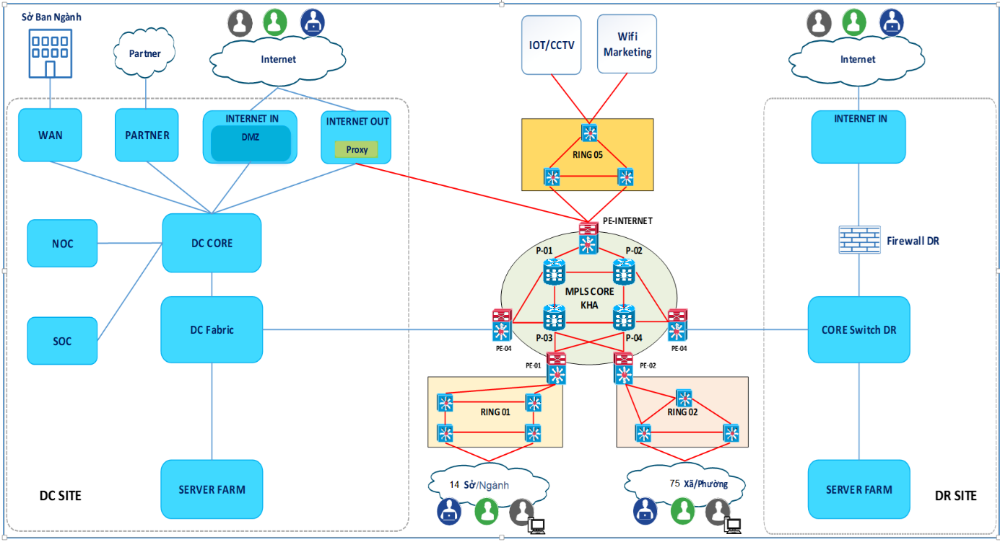 Sở Ban Ngành
Partner
Internet
IOT/CCTV
Wifi
Marketing
Internet
WAN
PARTNER
INTERNET IN
DMZ
INTERNET OUT
Proxy
RING 05
INTERNET IN
PE-INTERNET
NOC
DC CORE
P-01
P-02
Firewall DR
MPLS CORE
KHA
SOC
DC Fabric
P-03
P-04
PE-04
PE-04
CORE Switch DR
PE-01
PE-02
RING 01
RING 02
SERVER FARM
14 Sở/Ngành
75 Xã/Phường
SERVER FARM
DC SITE
DR SITE